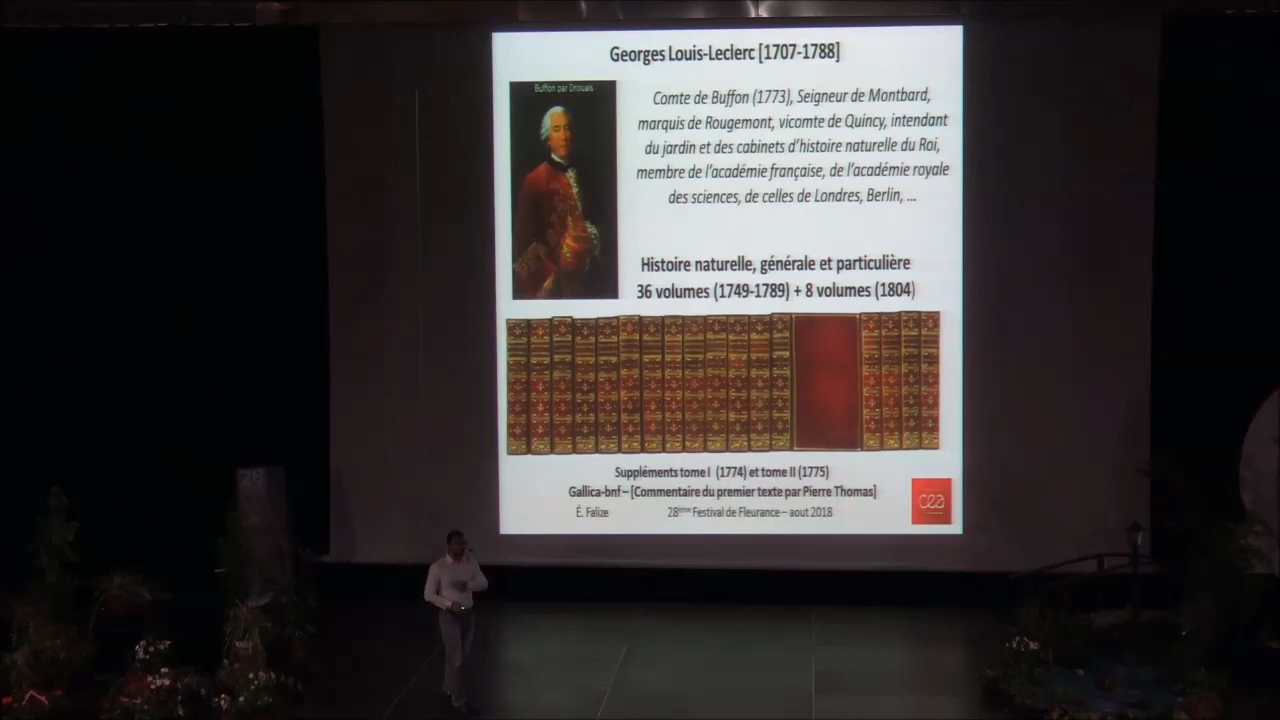 Georges Louis-Leclerc [1707-1788]
Buffon par Drouais
Comte de Buffon (1773), Seigneur de Montbard,
marquis de Rougemont, vicomte de Quincy, intendant
du jardin et des cabinets d'histoire naturelle du Roi,
membre de l'académie française, de l'académie royale
des sciences, de celles de Londres, Berlin, ...
Histoire naturelle, générale et particulière
36 volumes (1749-1789) + 8 volumes (1804)
Suppléments tome I (1774) et tome II (1775)
Gallica-bnf – [Commentaire du premier texte par Pierre Thomas]
É. Falize 28ème Festival de Fleurance – aout 2018
cea